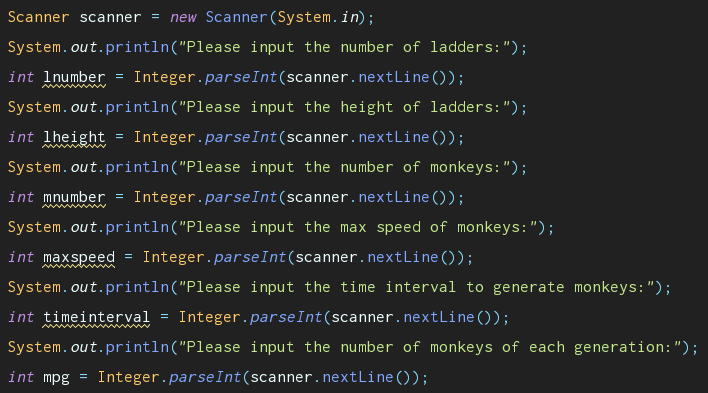 Scanner scanner = new Scanner(System.in);
System.out.println("Please input the number of ladders:");
int lnumber = Integer.parseInt(scanner.nextLine());
System.out.println("Please input the height of ladders:");
int lheight = Integer.parseInt(scanner.nextLine());
System.out.println("Please input the number of monkeys:");
int mnumber = Integer.parseInt(scanner.nextLine());
System.out.println("Please input the max speed of monkeys:");
int maxspeed = Integer.parseInt(scanner.nextLine());
System.out.println("Please input the time interval to generate monkeys:");
int timeinterval = Integer.parseInt(scanner.nextLine());
System.out.println("Please input the number of monkeys of each generation:");
int mpg = Integer.parseInt(scanner.nextLine());